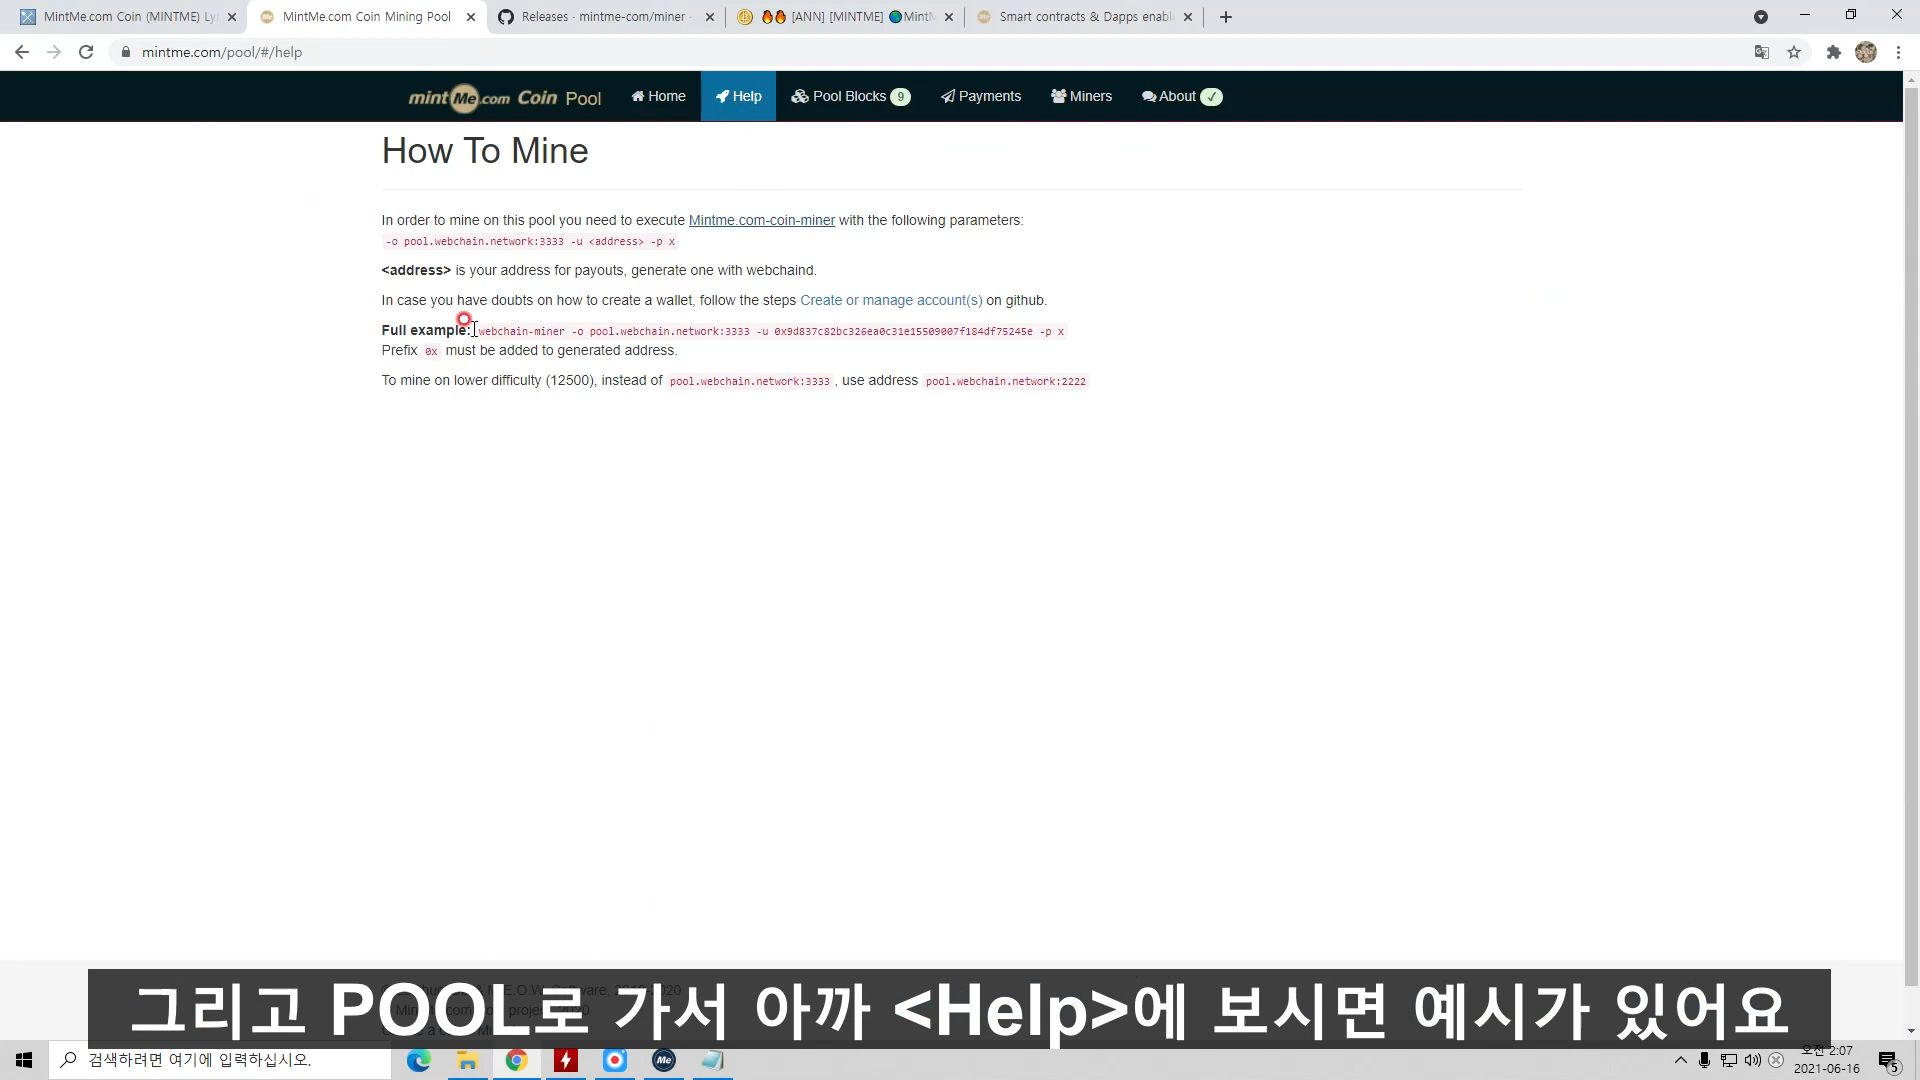 MintMe.com Coin (MINTME) Ly
MintMe.com Coin Mining Pool
Releases · mintme-com/miner
[ANN] [MINTME] Mint
Smart contracts & Dapps enabl
mintme.com/pool/#/help
mintMe.com Coin Pool
Home
Help
Pool Blocks 9
Payments
Miners
About
How To Mine
In order to mine on this pool you need to execute Mintme.com-coin-miner with the following parameters:
-o pool.webchain.network:3333 -u <address> -p x
<address> is your address for payouts, generate one with webchaind.
In case you have doubts on how to create a wallet, follow the steps Create or manage account(s) on github.
Full example: webchain-miner -o pool.webchain.network:3333 -u 0x9d837c82bc326ea0c31e15509007f184df75245e -p x
Prefix 0x must be added to generated address.
To mine on lower difficulty (12500), instead of pool.webchain.network:3333 , use address pool.webchain.network:2222
그리고 POOL로 가서 아까 <Help>에 보시면 예시가 있어요
검색하려면 여기에 입력하십시오.
Me
오전 2:07
2021-06-16
5